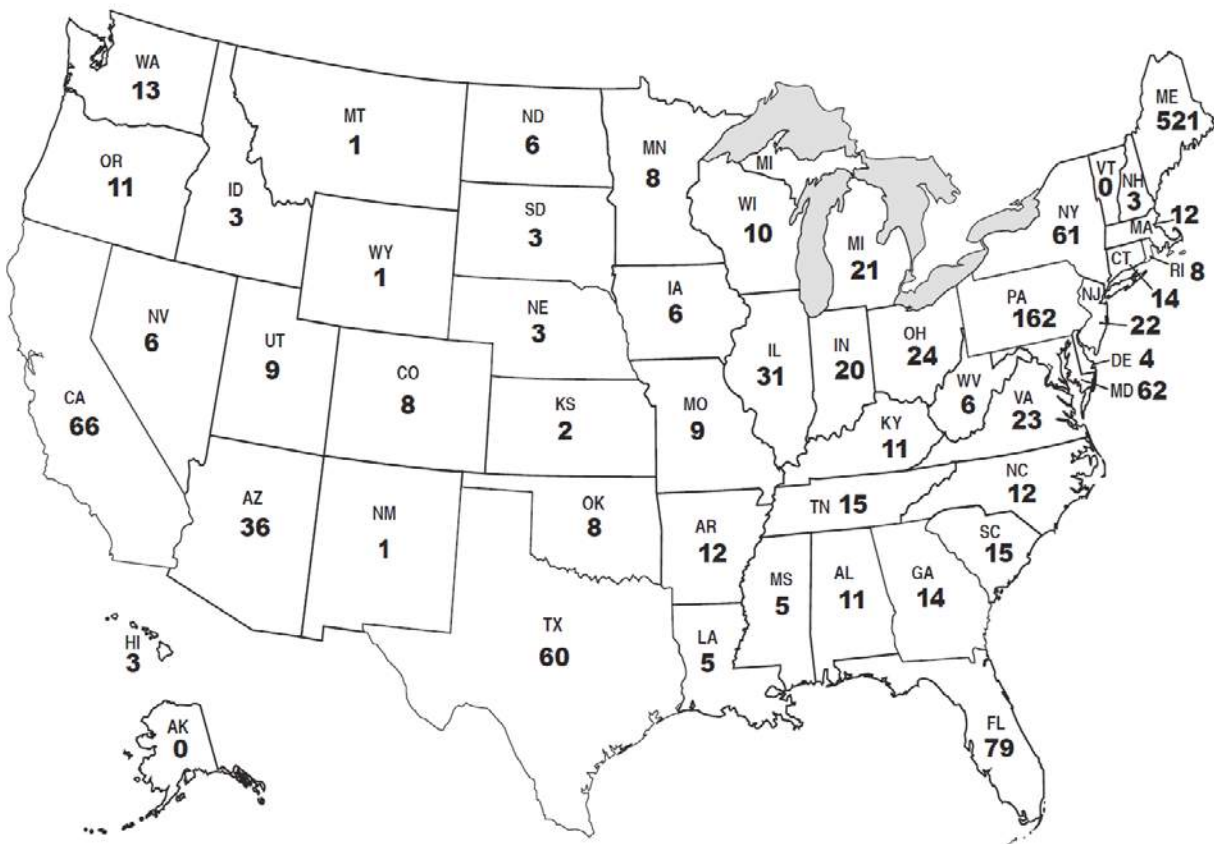 WA
13
MT
1
ND
6
MN
8
MI
ME
521
OR
11
ID
3
SD
3
WI
10
MI
21
VT
0
NH
3
NY
61
MA
12
WY
1
CT
14
RI 8
IA
6
PA
162
NJ
22
NV
6
UT
9
NE
3
IL
31
IN
20
OH
24
DE 4
MD 62
CA
66
CO
8
KS
2
MO
9
WV
6
VA
23
KY
11
AZ
36
NM
1
OK
8
AR
12
TN 15
NC
12
SC
15
MS
5
AL
11
GA
14
HI
3
TX
60
LA
5
AK
0
FL
79